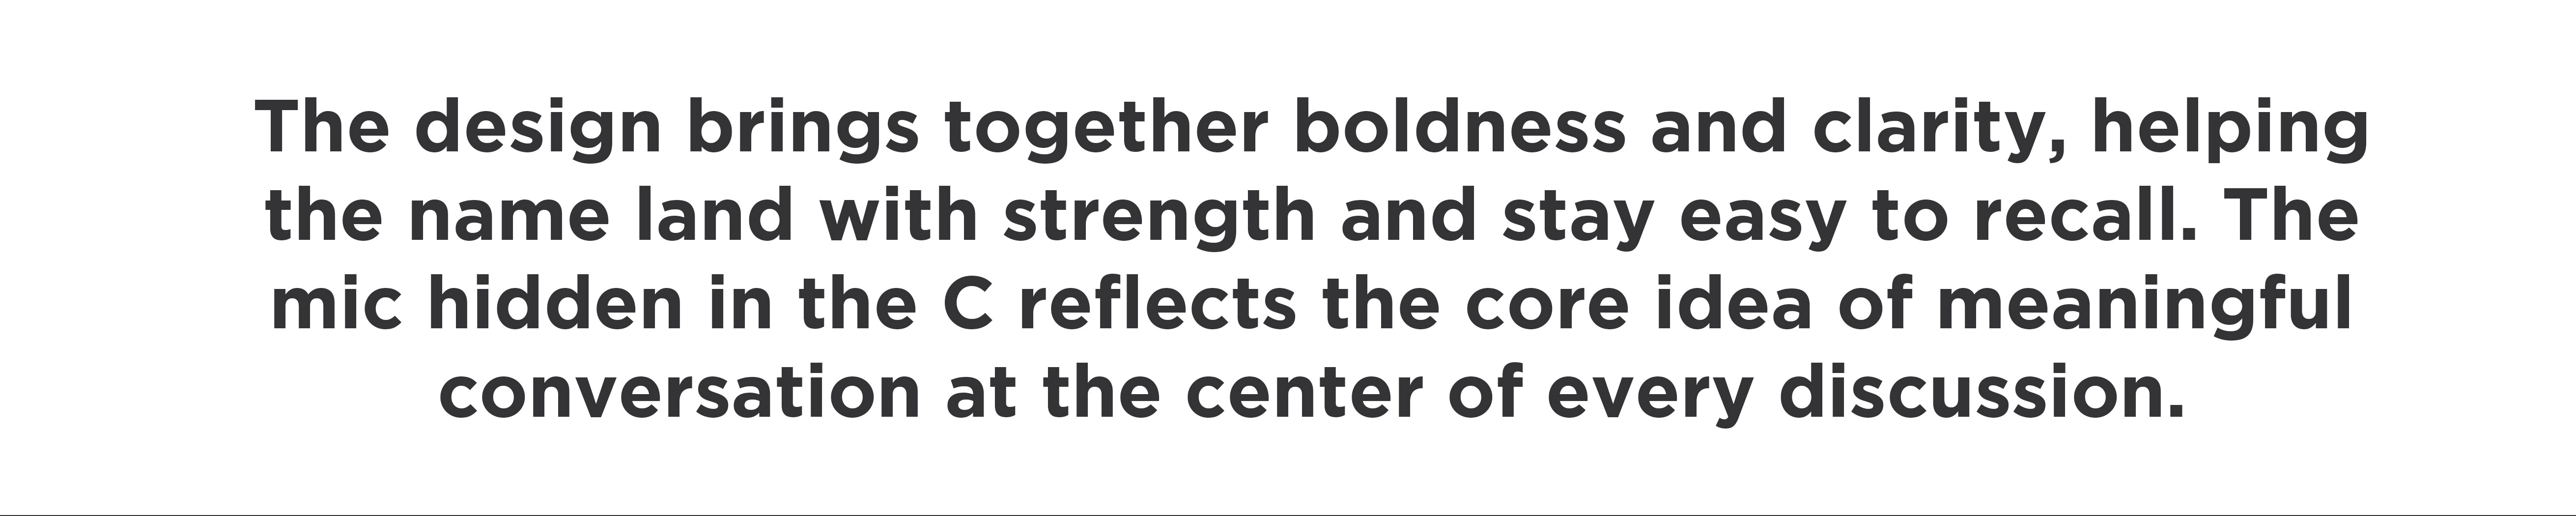 The design brings together boldness and clarity, helping
the name land with strength and stay easy to recall. The
mic hidden in the C reflects the core idea of meaningful
conversation at the center of every discussion.